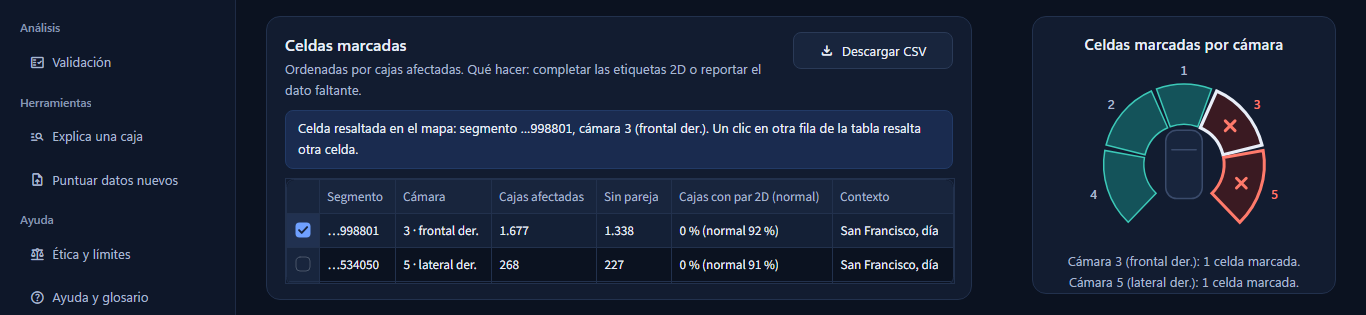 Análisis
Validación
Herramientas
Explica una caja
Puntuar datos nuevos
Ayuda
Ética y límites
Ayuda y glosario
Celdas marcadas
Ordenadas por cajas afectadas. Qué hacer: completar las etiquetas 2D o reportar el
dato faltante.
Descargar CSV
Celda resaltada en el mapa: segmento ...998801, cámara 3 (frontal der.). Un clic en otra fila de la tabla resalta
otra celda.
Segmento Cámara Cajas afectadas Sin pareja Cajas con par 2D (normal) Contexto
...998801 3 · frontal der. 1.677 1.338 0 % (normal 92 %) San Francisco, día
...534050 5 · lateral der. 268 227 0 % (normal 91 %) San Francisco, día
Celdas marcadas por cámara
1
2 3
4 5
Cámara 3 (frontal der.): 1 celda marcada.
Cámara 5 (lateral der.): 1 celda marcada.